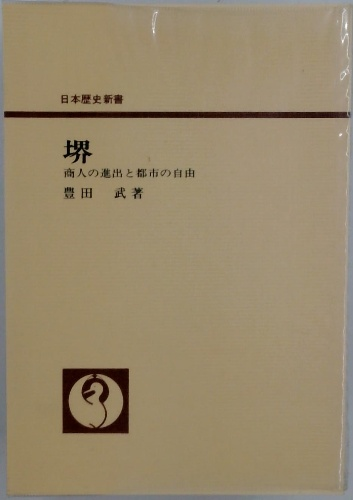 日本歴史新書
堺
商人の進出と都市の自由
豊田 武著